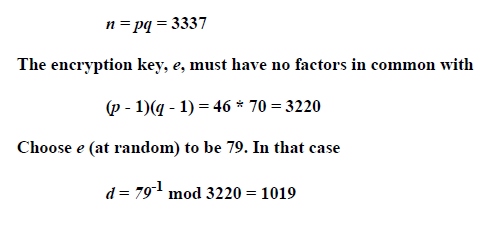 n = pq = 3337
The encryption key, e, must have no factors in common with
(p - 1)(q - 1) = 46 * 70 = 3220
Choose e (at random) to be 79. In that case
d = 79⁻¹ mod 3220 = 1019